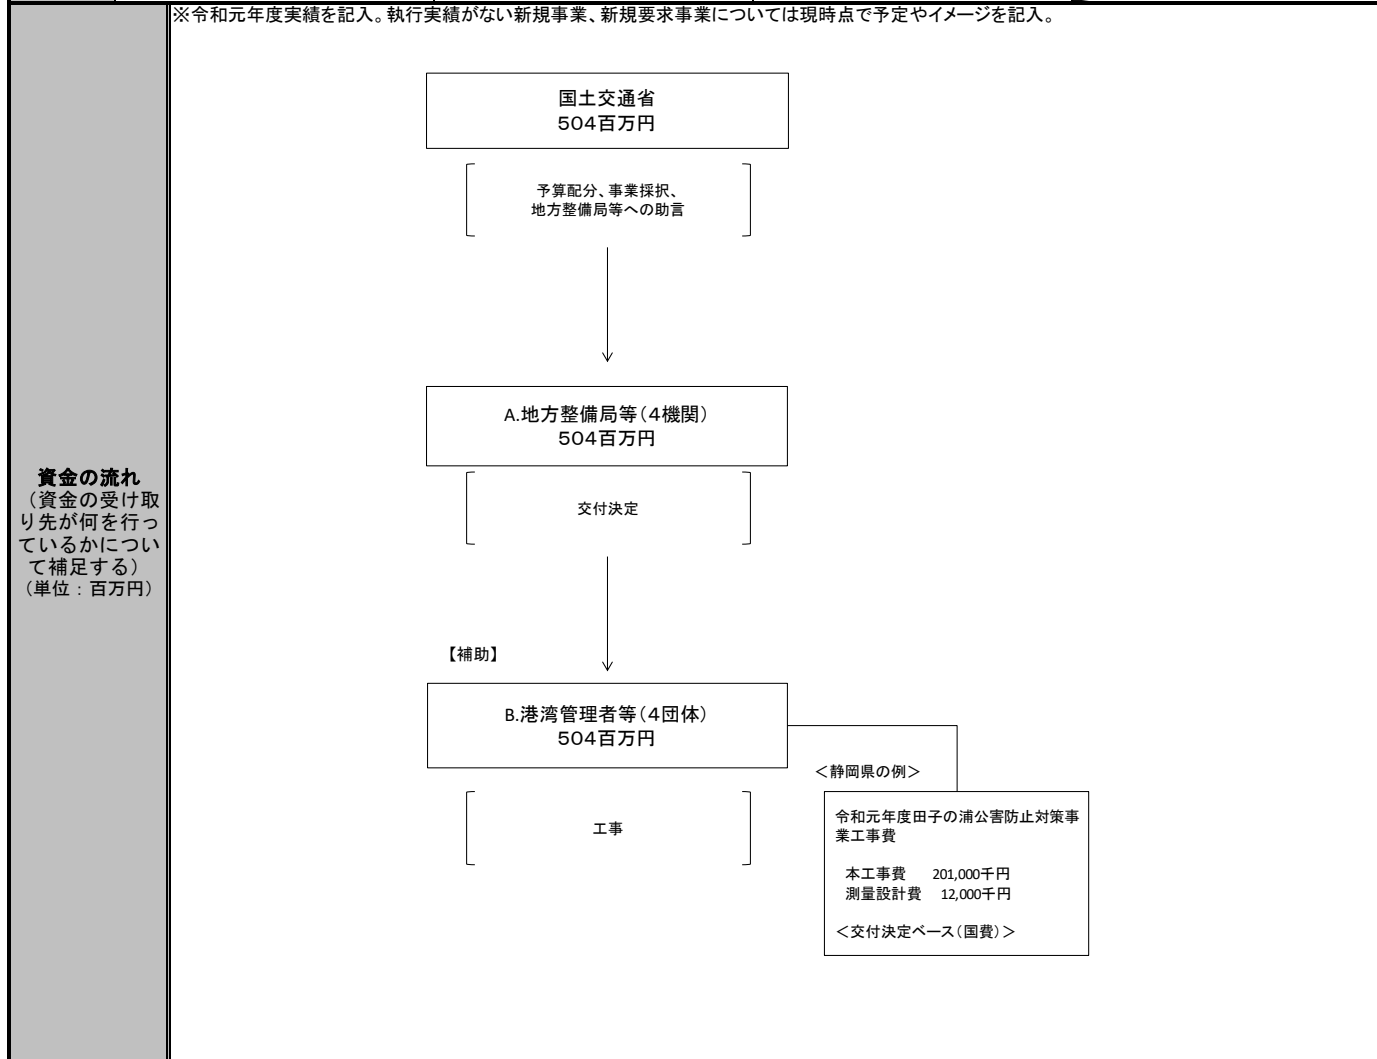 ※令和元年度実績を記入。執行実績がない新規事業、新規要求事業については現時点で予定やイメージを記入。
資金の流れ
（資金の受け取
り先が何を行っ
ているかについ
て補足する）
（単位：百万円）
国土交通省
５０４百万円
予算配分、事業採択、
地方整備局等への助言
A.地方整備局等（４機関）
５０４百万円
交付決定
【補助】
B.港湾管理者等（４団体）
５０４百万円
工事
＜静岡県の例＞
令和元年度田子の浦公害防止対策事
業工事費
本工事費　201,000千円
測量設計費　12,000千円
＜交付決定ベース（国費）＞